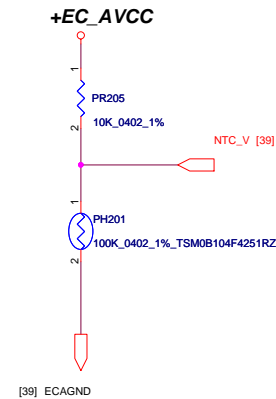 +EC_AVCC
1
PR205
10K_0402_1%
2
NTC_V [39]
1
PH201
100K_0402_1%_TSM0B104F4251RZ
2
[39] ECAGND